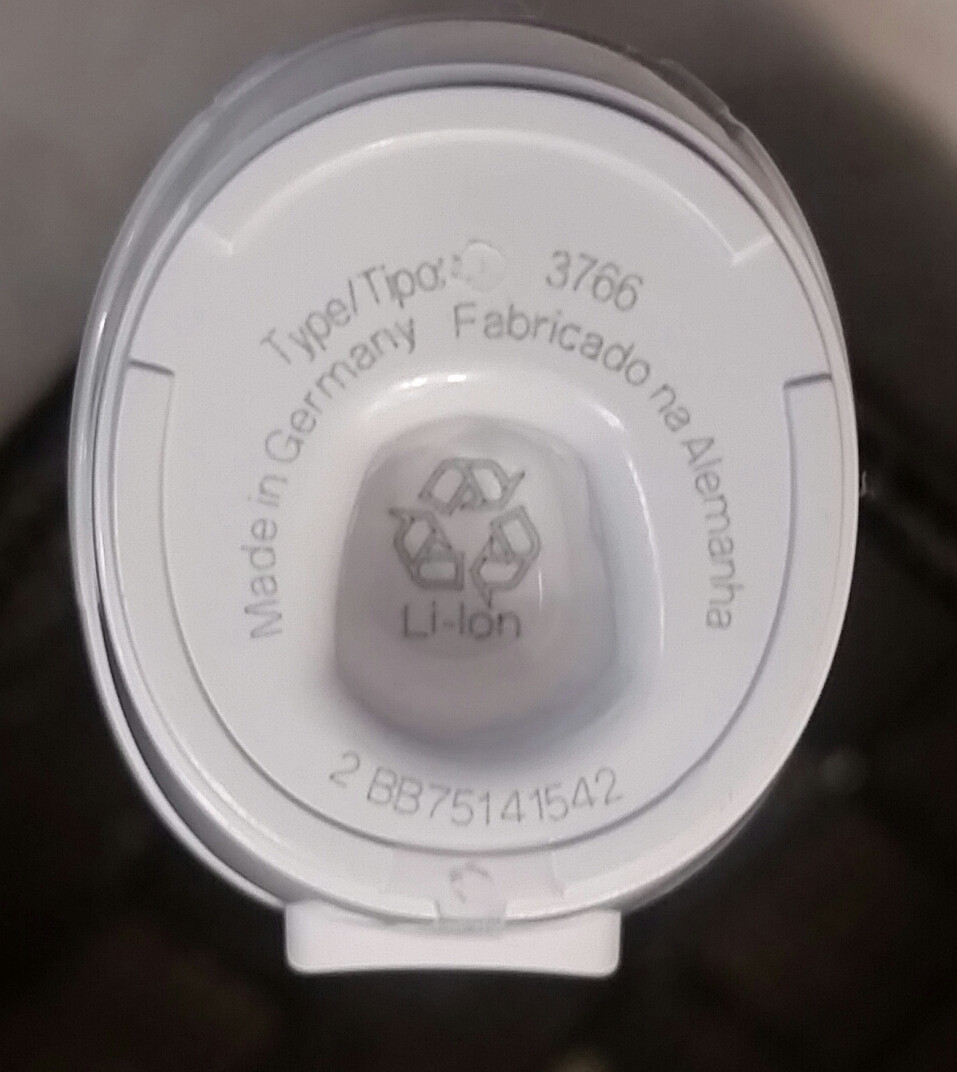 Type/Tipo: 3766
Made in Germany Fabricado na Alemanha
Li-Ion
2 BB75141542